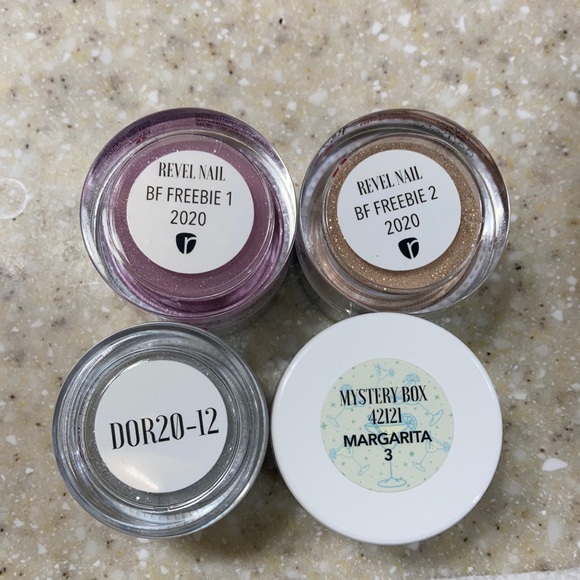 REVEL NAIL
BF FREEBIE 1
2020
r
REVEL NAIL
BF FREEBIE 2
2020
r
DOR20-12
MYSTERY BOX
42121
MARGARITA
3